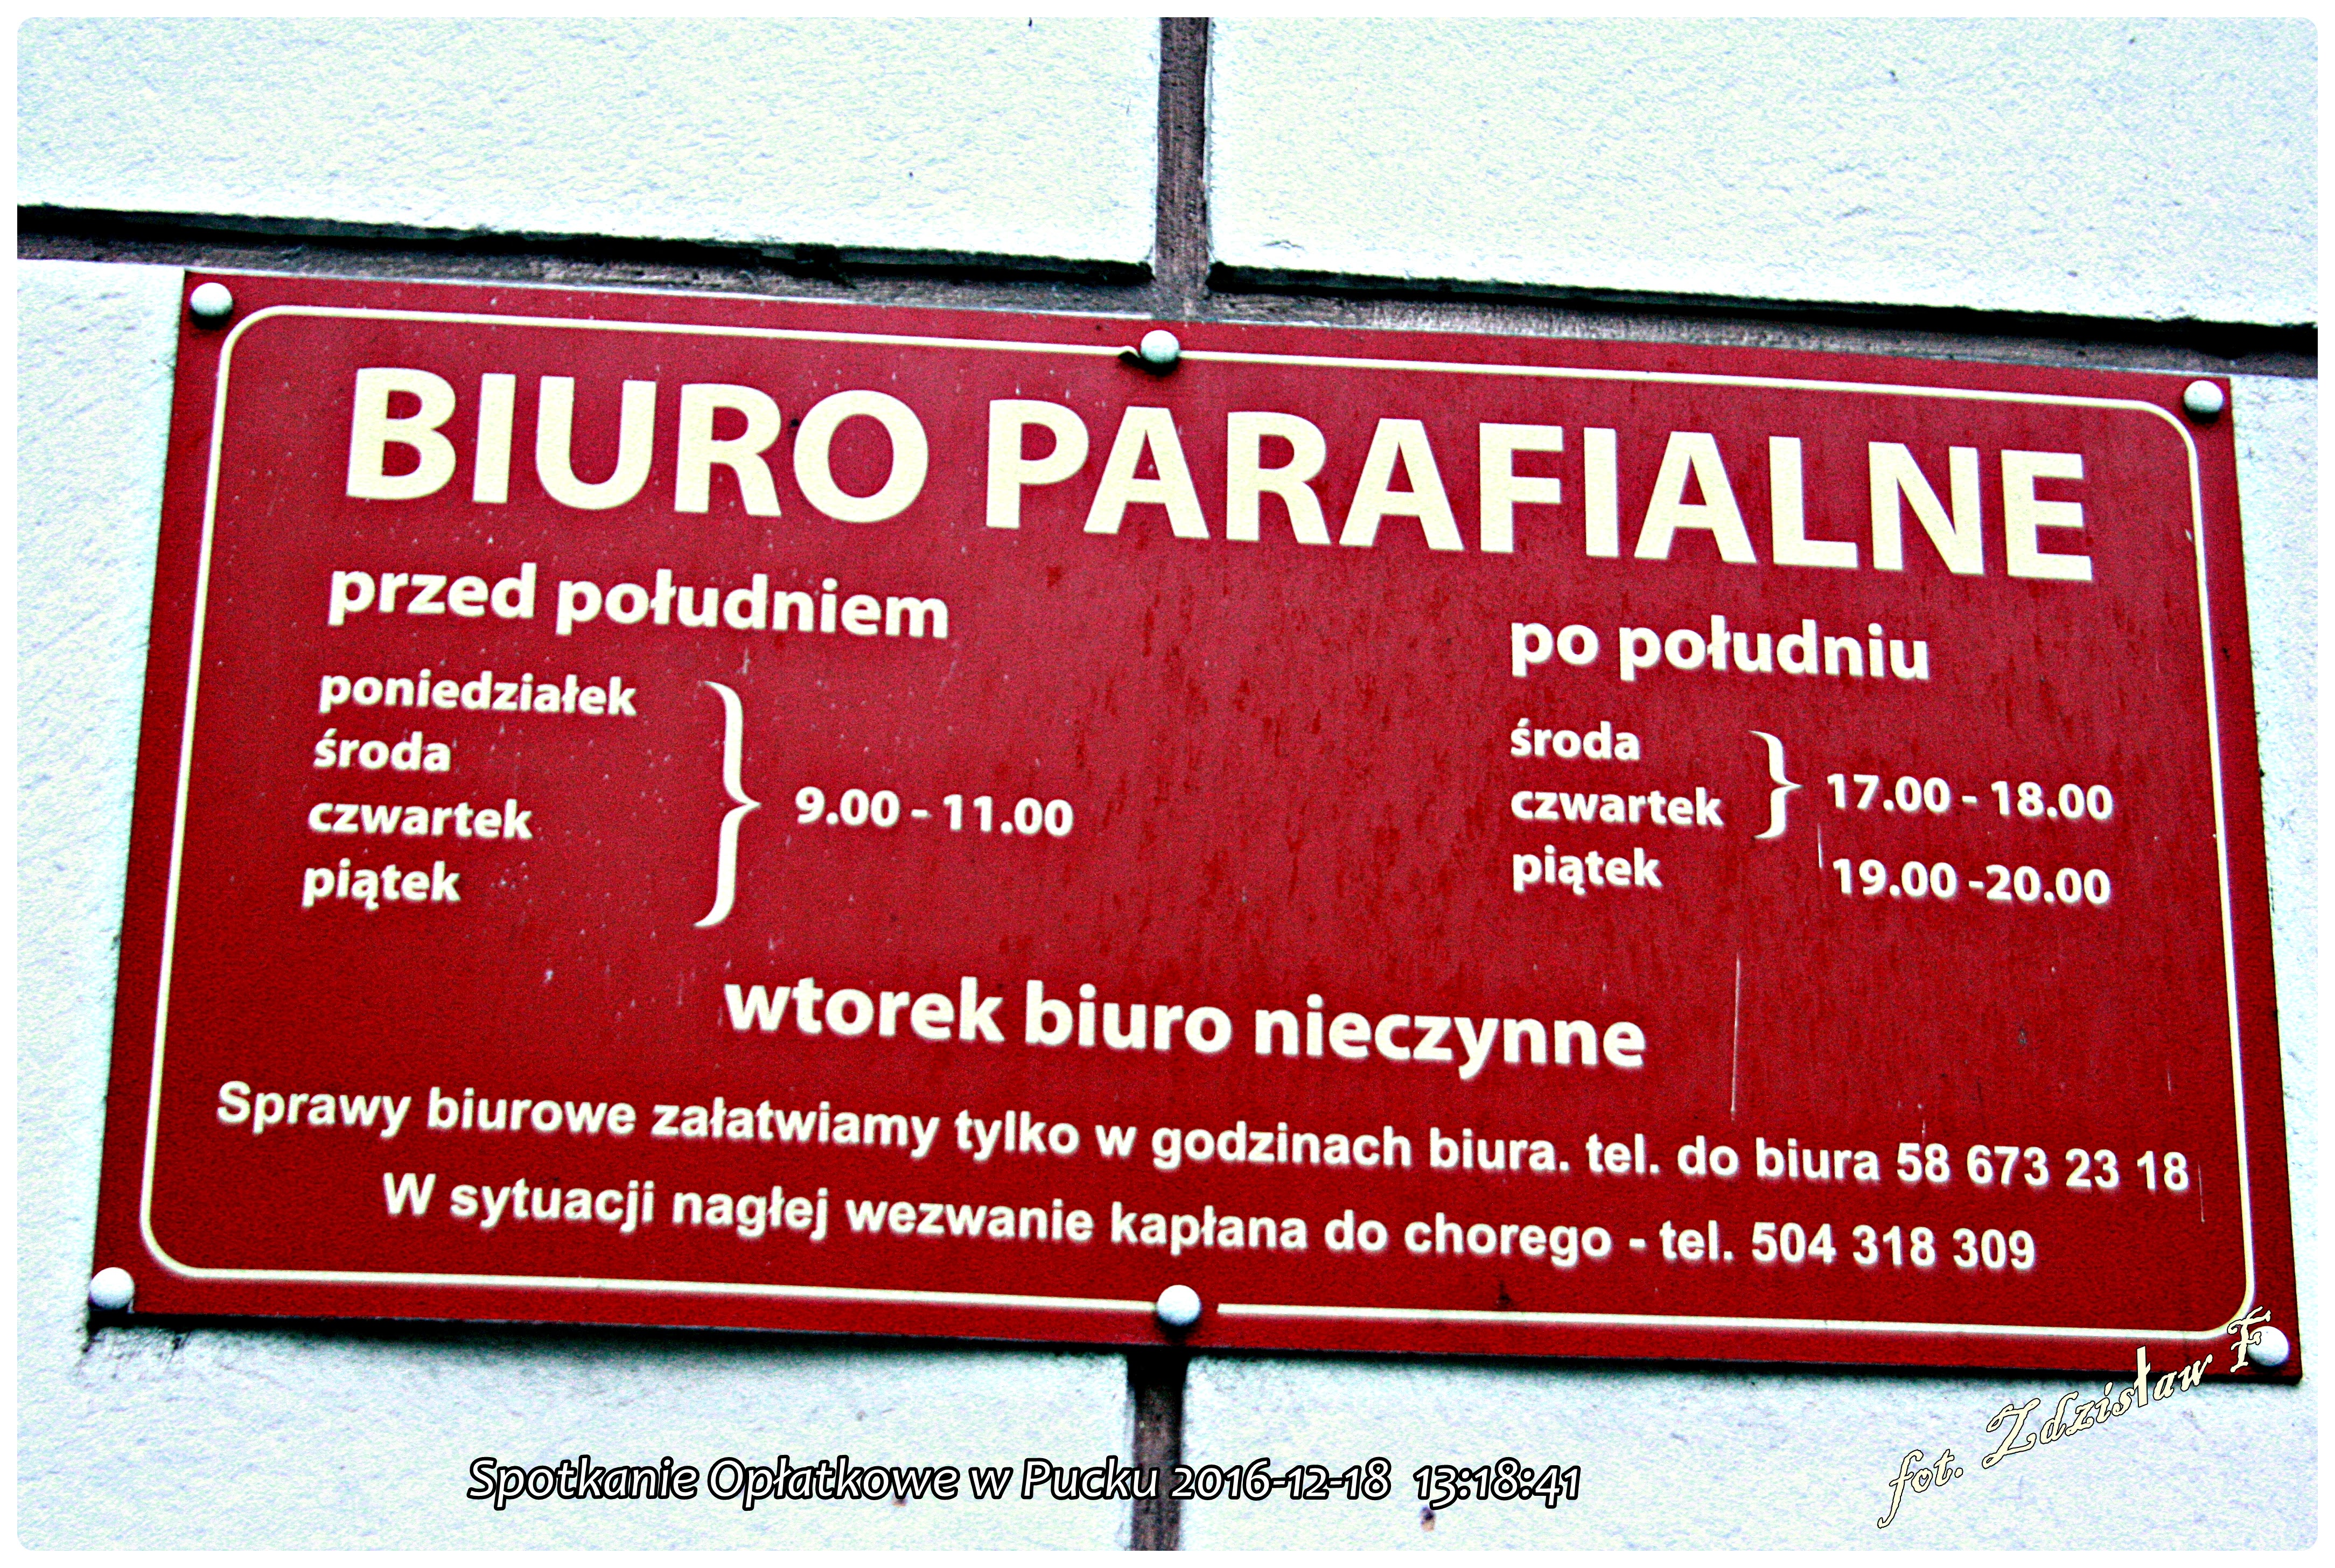 BIURO PARAFIALNE
przed południem
poniedziałek
środa
czwartek
piątek
9.00 - 11.00
po południu
środa
czwartek
17.00 - 18.00
piątek 19.00 -20.00
wtorek biuro nieczynne
Sprawy biurowe załatwiamy tylko w godzinach biura. tel. do biura 58 673 23 18
W sytuacji nagłej wezwanie kapłana do chorego - tel. 504 318 309
fot. Zdzisław F
Spotkanie Opłatkowe w Pucku 2016-12-18 13:18:41